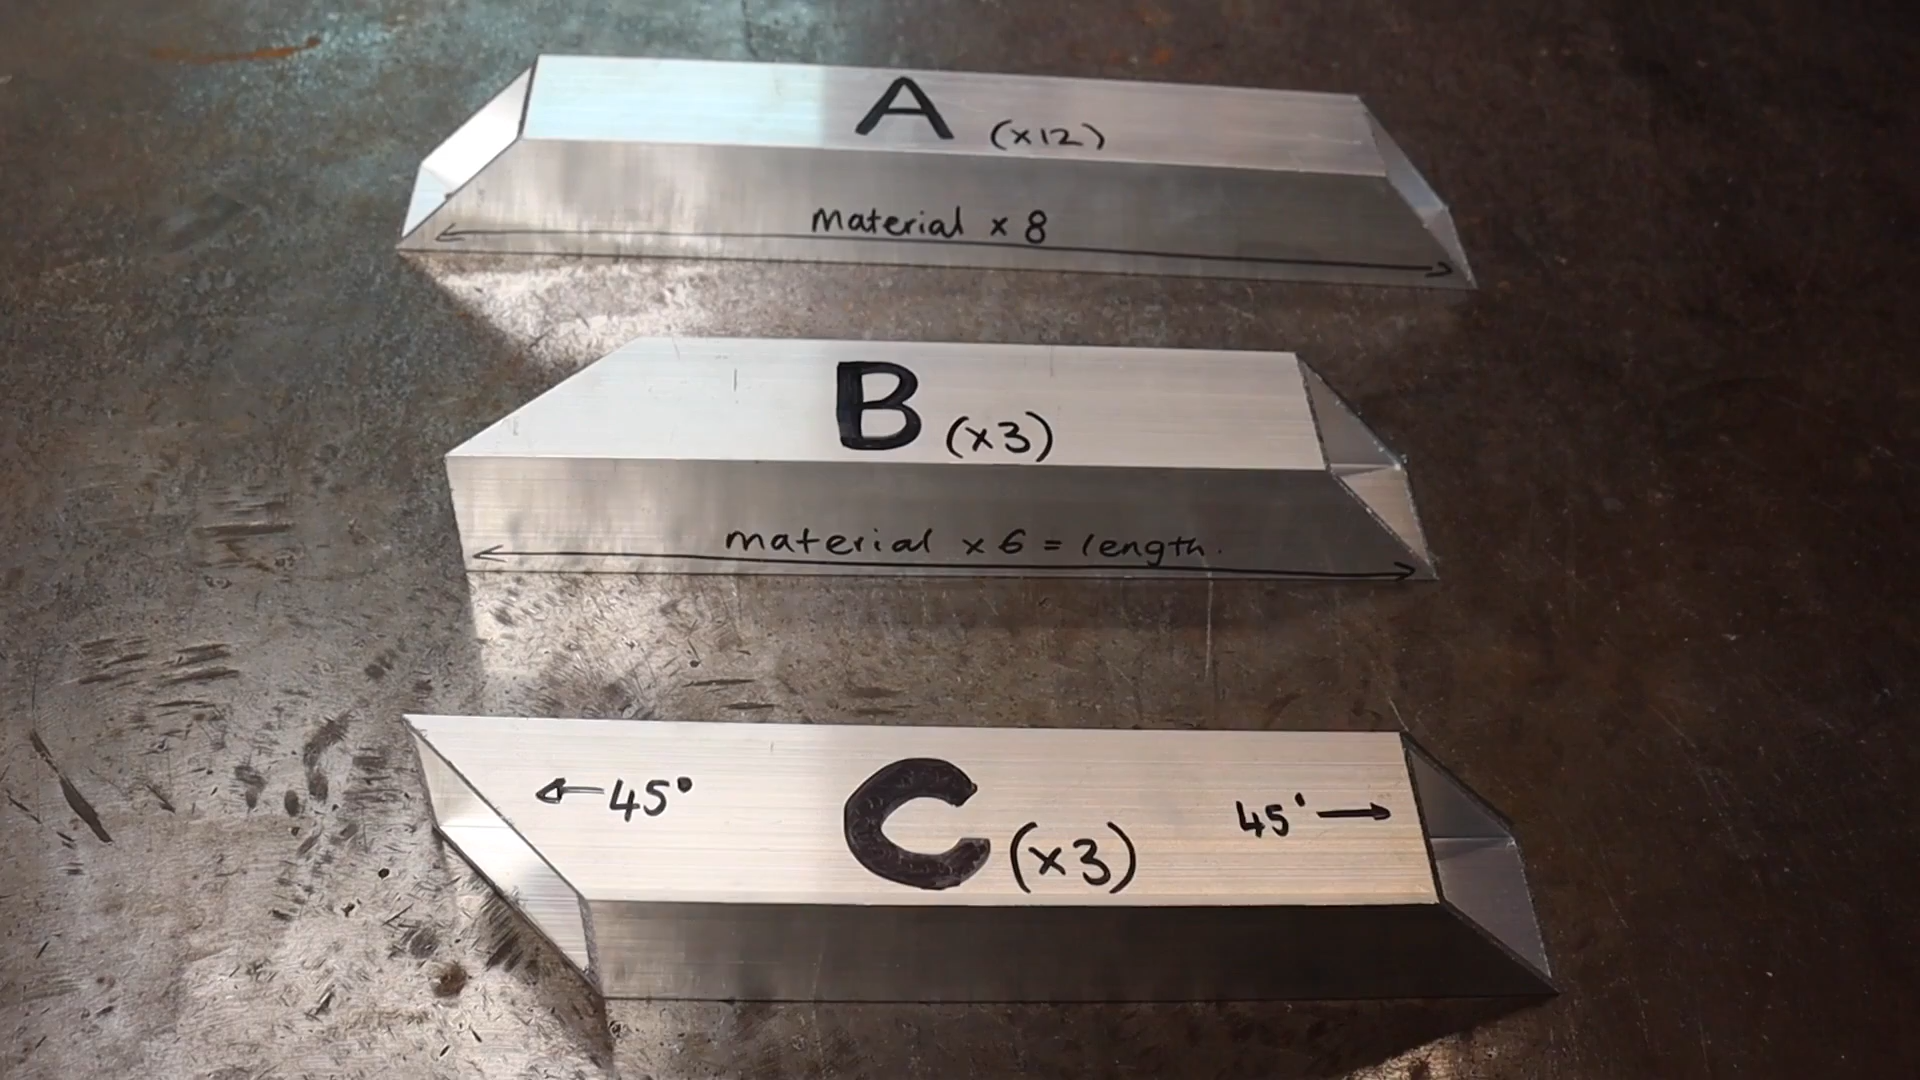 A (x12)
Material x 8
B (x3)
material x 6 = length.
←45° C (x3) 45° →